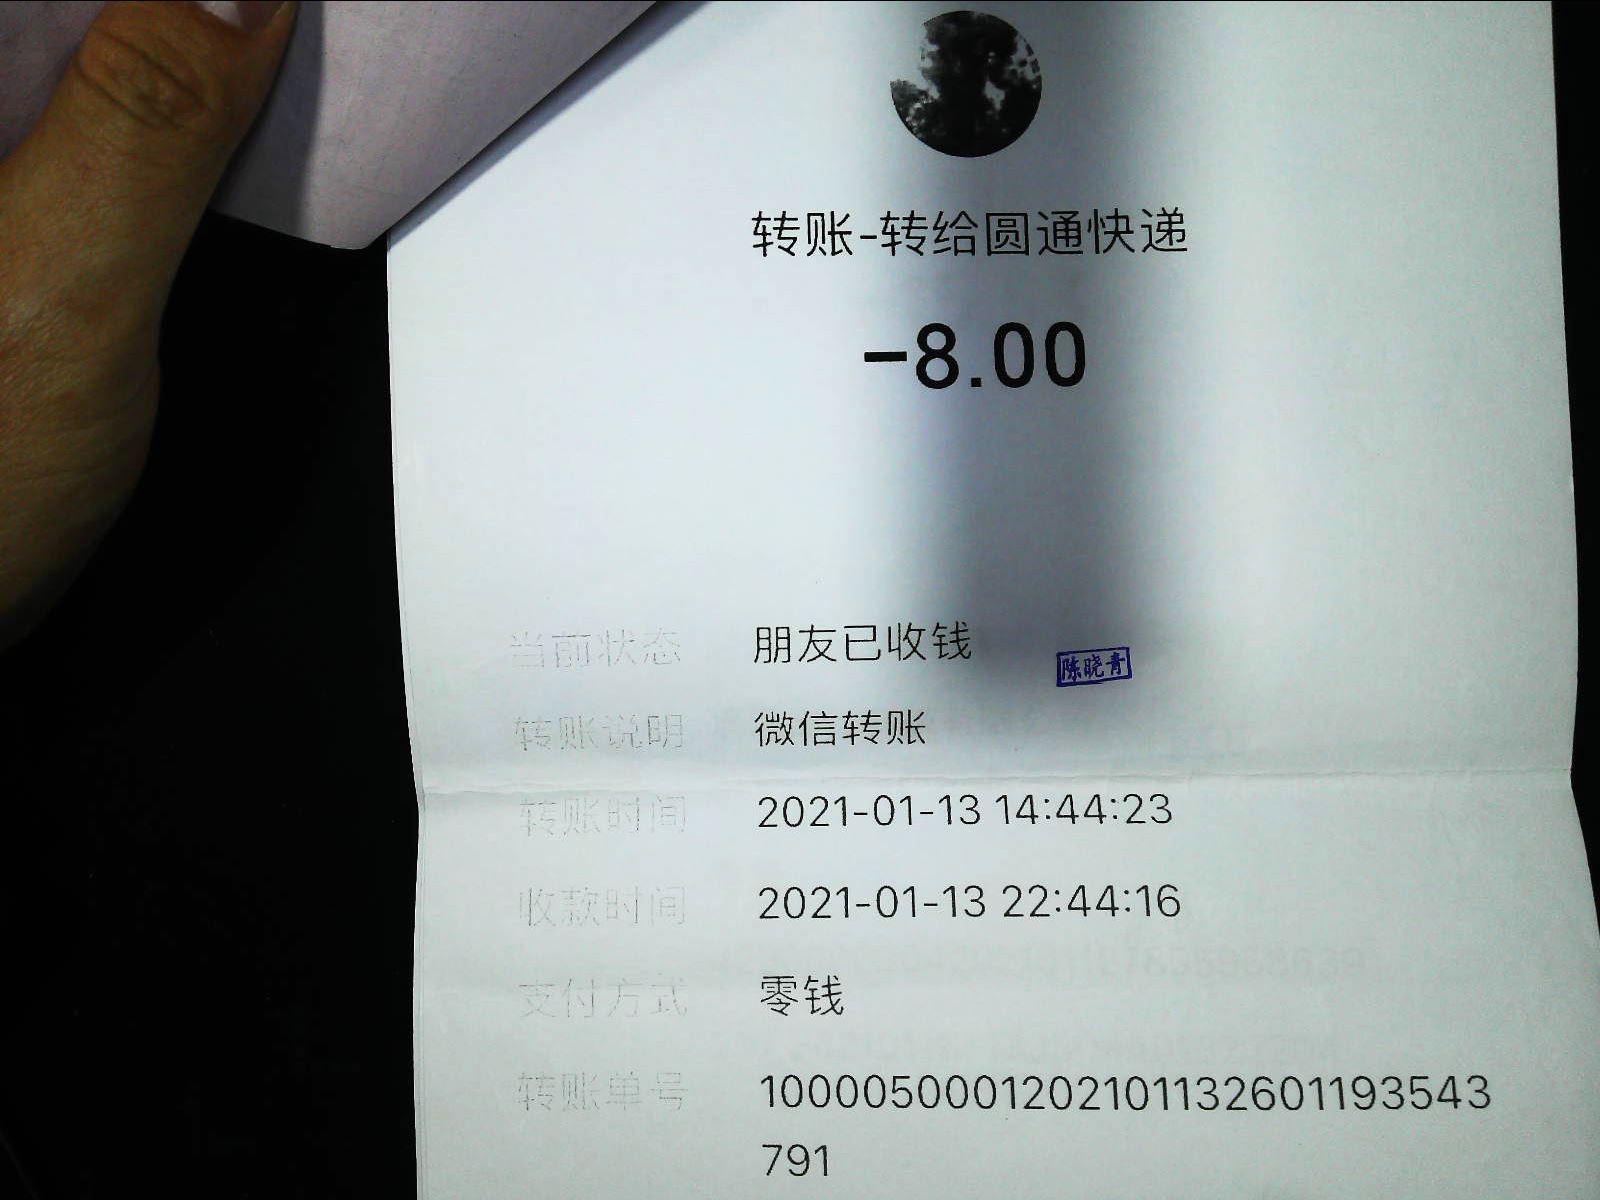 转账-转给圆通快递
-8.00
当前状态 朋友已收钱
陈晓青
转账说明 微信转账
转账时间 2021-01-13 14:44:23
收款时间 2021-01-13 22:44:16
支付方式 零钱
转账单号 1000050001202101132601193543
791